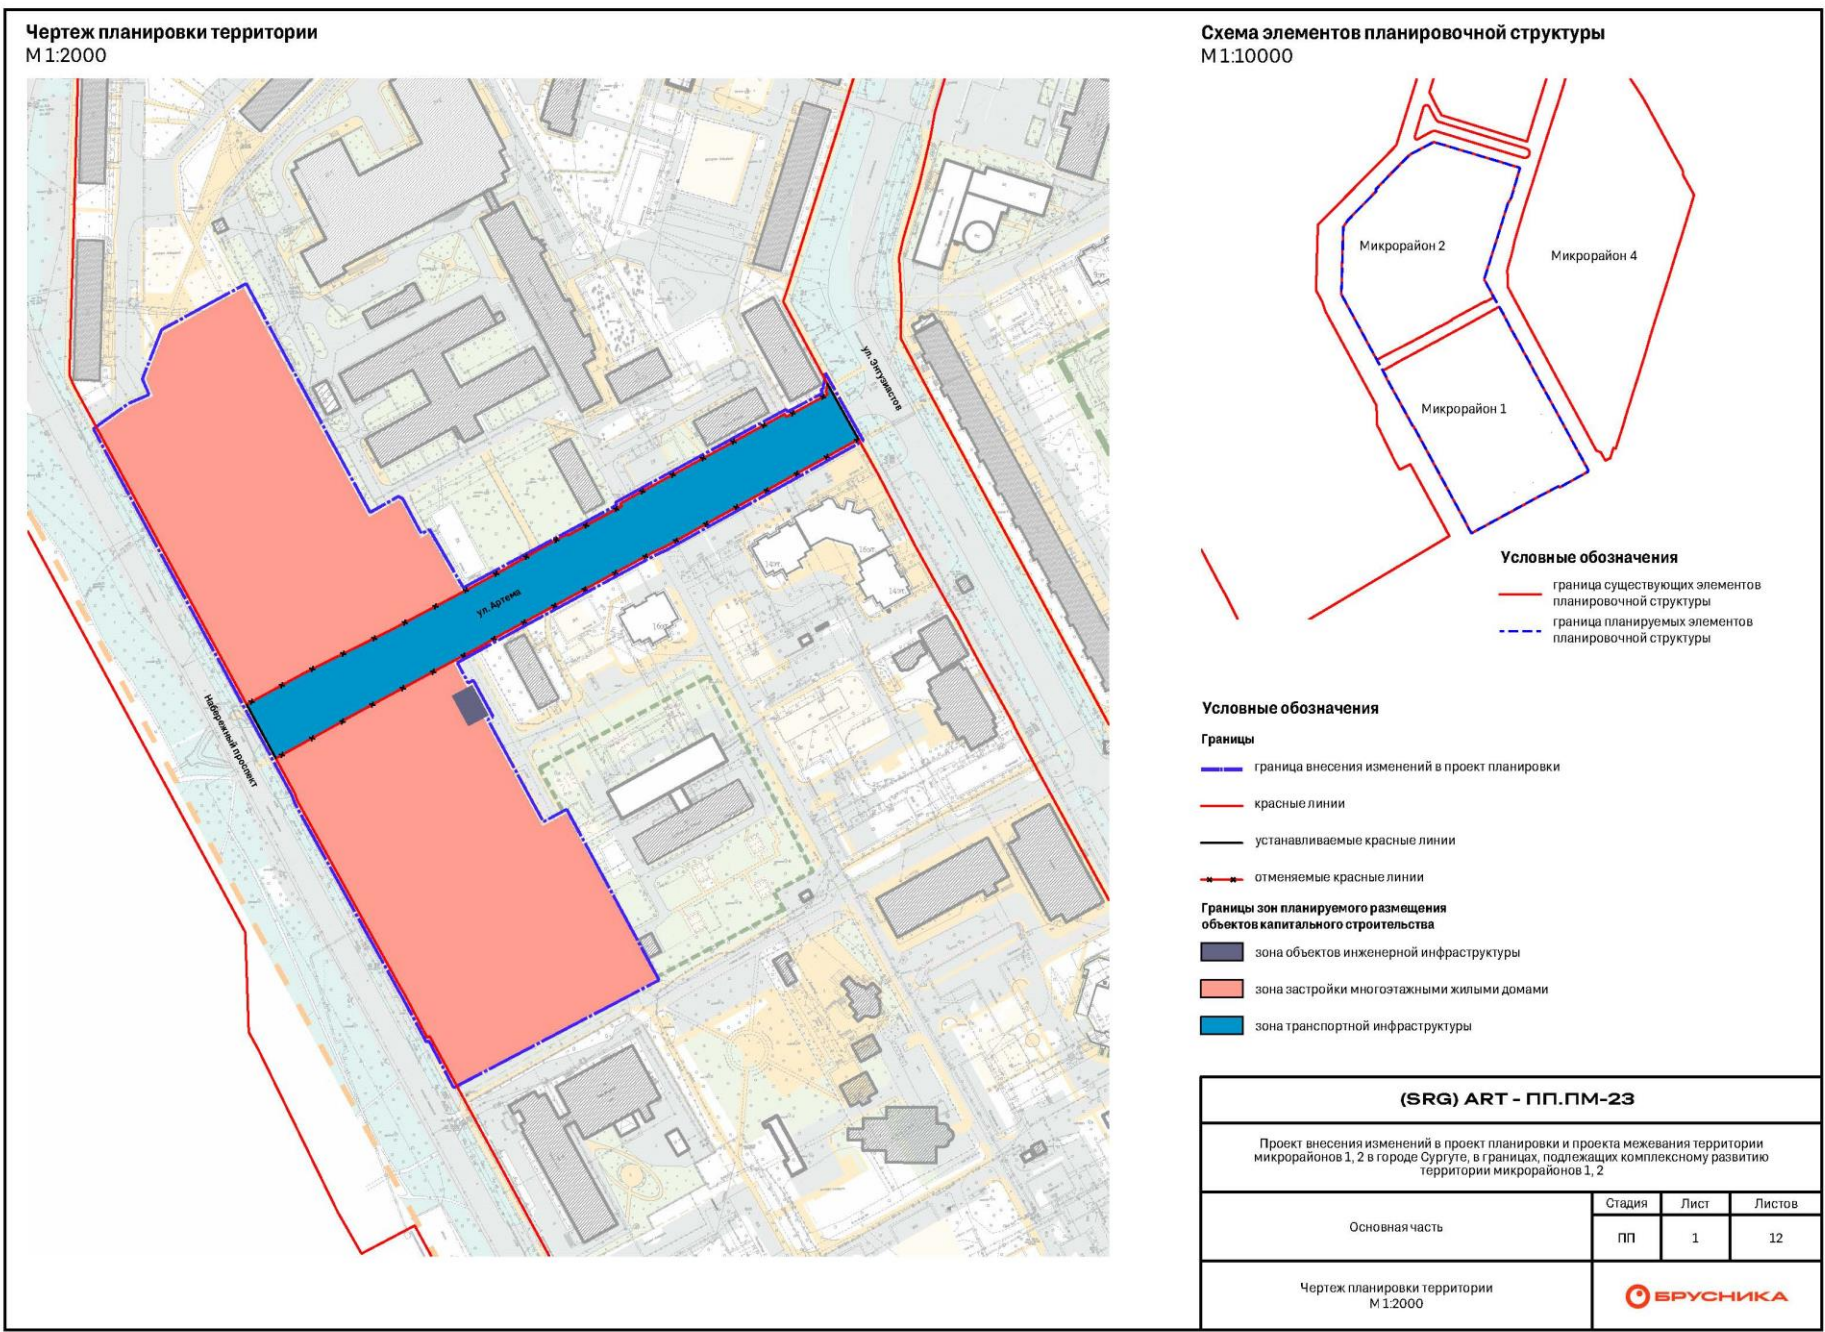 Чертеж планировки территории
М 1:2000
Схема элементов планировочной структуры
М 1:10000
Микрорайон 2
Микрорайон 4
Микрорайон 1
Условные обозначения
граница существующих элементов
планировочной структуры
граница планируемых элементов
планировочной структуры
ул. Энтузиастов
ул. Артема
Набережный проспект
16эт.
14эт.
14эт.
16эт.
Условные обозначения
Границы
граница внесения изменений в проект планировки
красные линии
устанавливаемые красные линии
отменяемые красные линии
Границы зон планируемого размещения
объектов капитального строительства
зона объектов инженерной инфраструктуры
зона застройки многоэтажными жилыми домами
зона транспортной инфраструктуры
(SRG) ART - ПП.ПМ-23
Проект внесения изменений в проект планировки и проекта межевания территории
микрорайонов 1, 2 в городе Сургуте, в границах, подлежащих комплексному развитию
территории микрорайонов 1, 2
Основная часть
Стадия Лист Листов
ПП 1 12
Чертеж планировки территории
М 1:2000
БРУСНИКА